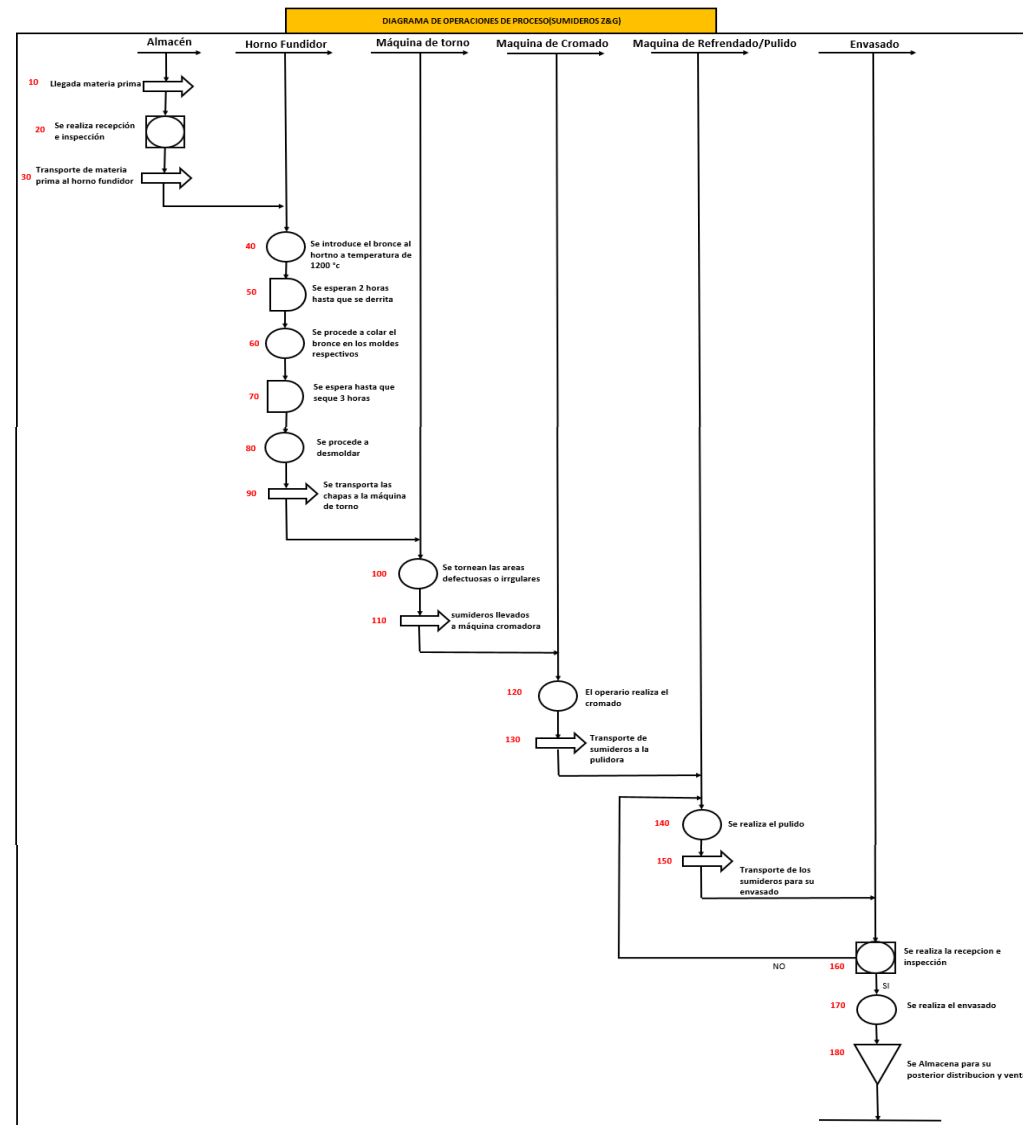 DIAGRAMA DE OPERACIONES DE PROCESO(SUMIDEROS Z&G)
Almacén
Horno Fundidor
Máquina de torno
Maquina de Cromado
Maquina de Refrendado/Pulido
Envasado
10
Llegada materia prima
20
Se realiza recepción
e inspección
30
Transporte de materia
prima al horno fundidor
40
Se introduce el bronce al
hortno a temperatura de
1200 °c
50
Se esperan 2 horas
hasta que se derrita
60
Se procede a colar el
bronce en los moldes
respectivos
70
Se espera hasta que
seque 3 horas
80
Se procede a
desmoldar
90
Se transporta las
chapas a la máquina
de torno
100
Se tornean las areas
defectuosas o irrgulares
110
sumideros llevados
a máquina cromadora
120
El operario realiza el
cromado
130
Transporte de
sumideros a la
pulidora
140
Se realiza el pulido
150
Transporte de los
sumideros para su
envasado
160
Se realiza la recepcion e
inspección
NO
SI
170
Se realiza el envasado
180
Se Almacena para su
posterior distribucion y vent